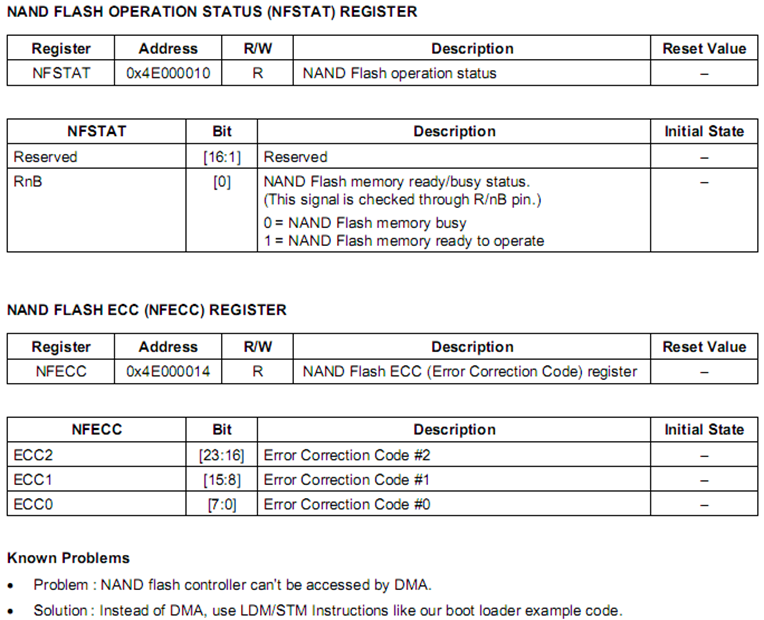 NAND FLASH OPERATION STATUS (NFSTAT) REGISTER
Register Address R/W Description Reset Value
NFSTAT 0x4E000010 R NAND Flash operation status –
NFSTAT Bit Description Initial State
Reserved [16:1] Reserved –
RnB [0] NAND Flash memory ready/busy status. –
(This signal is checked through R/nB pin.)
0 = NAND Flash memory busy
1 = NAND Flash memory ready to operate
NAND FLASH ECC (NFECC) REGISTER
Register Address R/W Description Reset Value
NFECC 0x4E000014 R NAND Flash ECC (Error Correction Code) register –
NFECC Bit Description Initial State
ECC2 [23:16] Error Correction Code #2 –
ECC1 [15:8] Error Correction Code #1 –
ECC0 [7:0] Error Correction Code #0 –
Known Problems
• Problem : NAND flash controller can't be accessed by DMA.
• Solution : Instead of DMA, use LDM/STM Instructions like our boot loader example code.